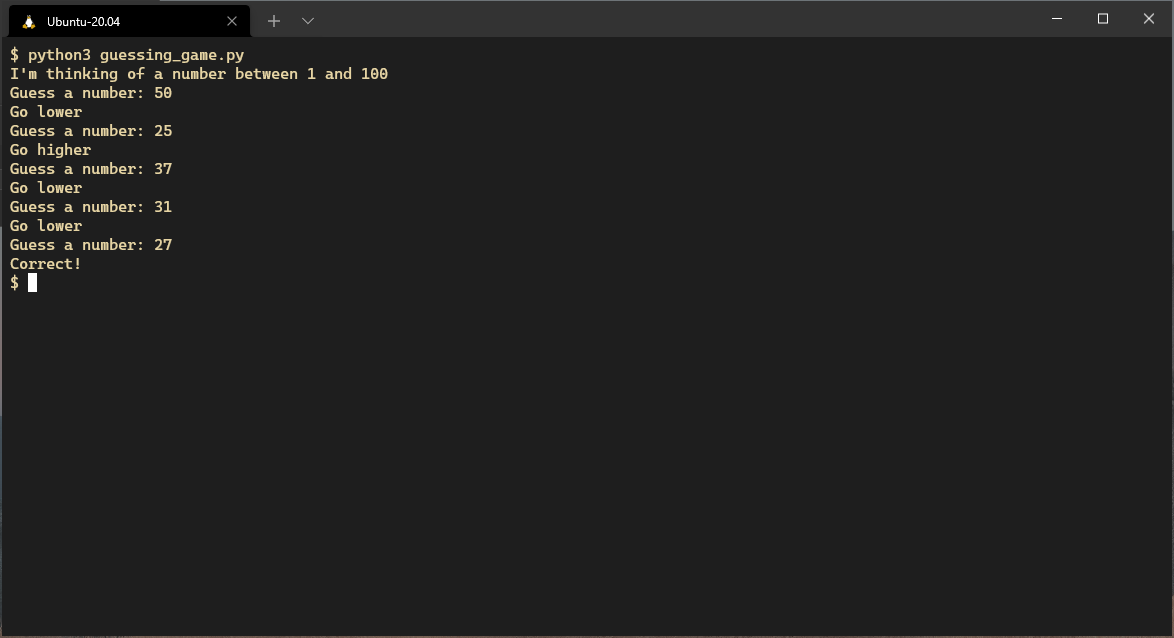 Ubuntu-20.04
$ python3 guessing_game.py
I'm thinking of a number between 1 and 100
Guess a number: 50
Go lower
Guess a number: 25
Go higher
Guess a number: 37
Go lower
Guess a number: 31
Go lower
Guess a number: 27
Correct!
$